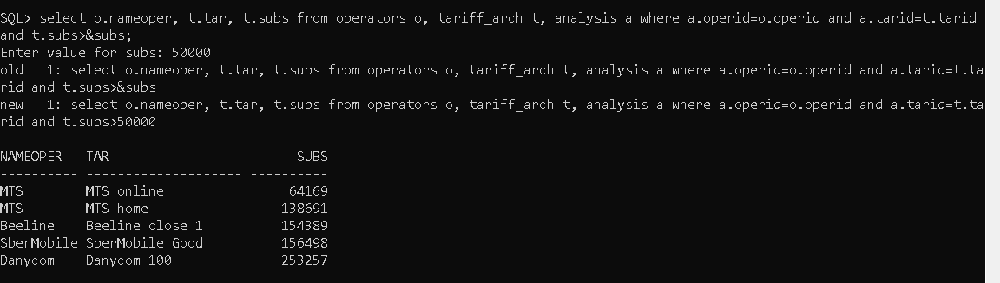 SQL> select o.nameoper, t.tar, t.subs from operators o, tariff_arch t, analysis a where a.operid=o.operid and a.tarid=t.tarid
and t.subs>&subs;
Enter value for subs: 50000
old   1: select o.nameoper, t.tar, t.subs from operators o, tariff_arch t, analysis a where a.operid=o.operid and a.tarid=t.ta
rid and t.subs>&subs
new   1: select o.nameoper, t.tar, t.subs from operators o, tariff_arch t, analysis a where a.operid=o.operid and a.tarid=t.ta
rid and t.subs>50000
NAMEOPER   TAR                        SUBS
---------- -------------------- ----------
MTS        MTS online                64169
MTS        MTS home                 138691
Beeline    Beeline close 1          154389
SberMobile SberMobile Good          156498
Danycom    Danycom 100              253257